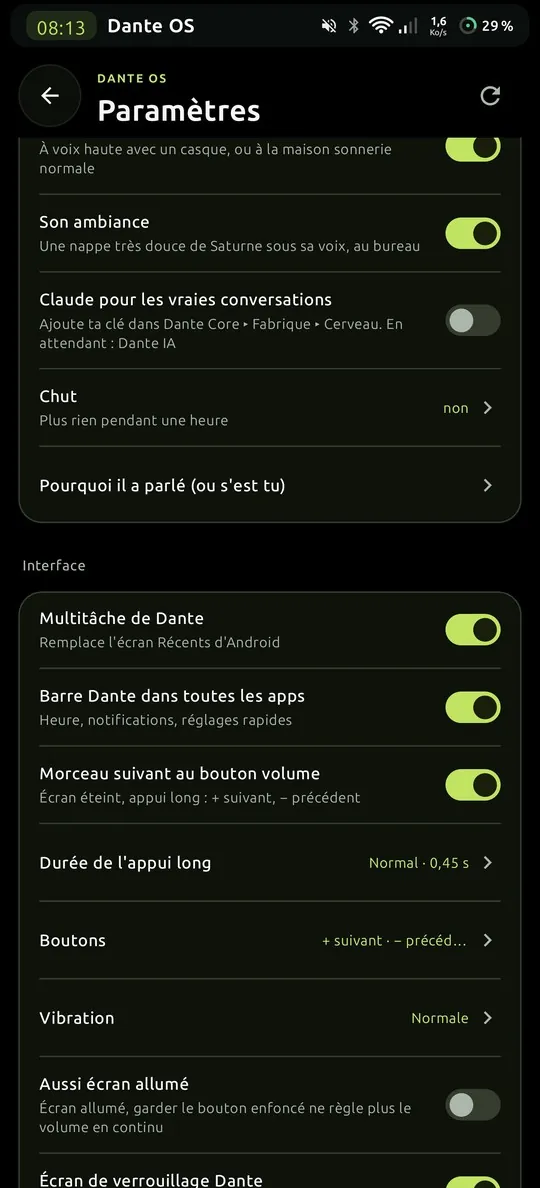 08:13 Dante OS 1,6 Ko/s 29 %
DANTE OS
Paramètres
À voix haute avec un casque, ou à la maison sonnerie
normale
Son ambiance
Une nappe très douce de Saturne sous sa voix, au bureau
Claude pour les vraies conversations
Ajoute ta clé dans Dante Core ▸ Fabrique ▸ Cerveau. En
attendant : Dante IA
Chut
Plus rien pendant une heure
non
Pourquoi il a parlé (ou s'est tu)
Interface
Multitâche de Dante
Remplace l'écran Récents d'Android
Barre Dante dans toutes les apps
Heure, notifications, réglages rapides
Morceau suivant au bouton volume
Écran éteint, appui long : + suivant, − précédent
Durée de l'appui long Normal · 0,45 s
Boutons + suivant · − précéd…
Vibration Normale
Aussi écran allumé
Écran allumé, garder le bouton enfoncé ne règle plus le
volume en continu
Écran de verrouillage Dante